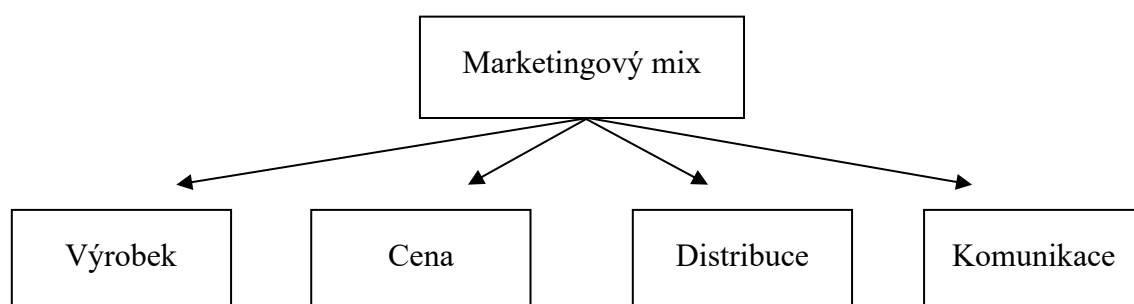 Marketingový mix
Výrobek
Cena
Distribuce
Komunikace